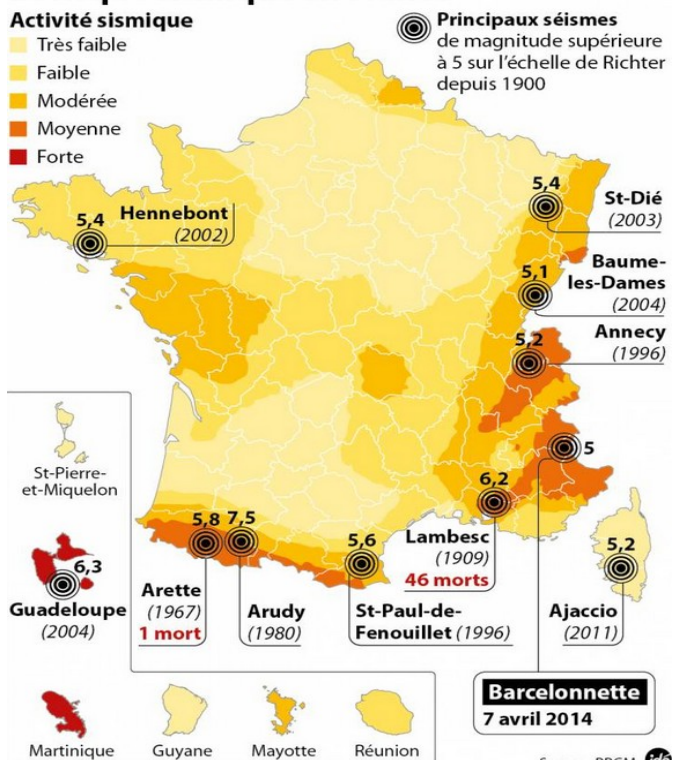 Activité sismique
Très faible
Faible
Modérée
Moyenne
Forte
Principaux séismes
de magnitude supérieure
à 5 sur l'échelle de Richter
depuis 1900
5,4
St-Dié
(2003)
5,4
Hennebont
(2002)
5,1
Baume-
les-Dames
(2004)
5,2
Annecy
(1996)
5
6,2
Lambesc
(1909)
46 morts
5,8
Arette
(1967)
1 mort
7,5
Arudy
(1980)
5,6
St-Paul-de-
Fenouillet (1996)
5,2
Ajaccio
(2011)
Barcelonnette
7 avril 2014
St-Pierre-
et-Miquelon
6,3
Guadeloupe
(2004)
Martinique
Guyane
Mayotte
Réunion
idé